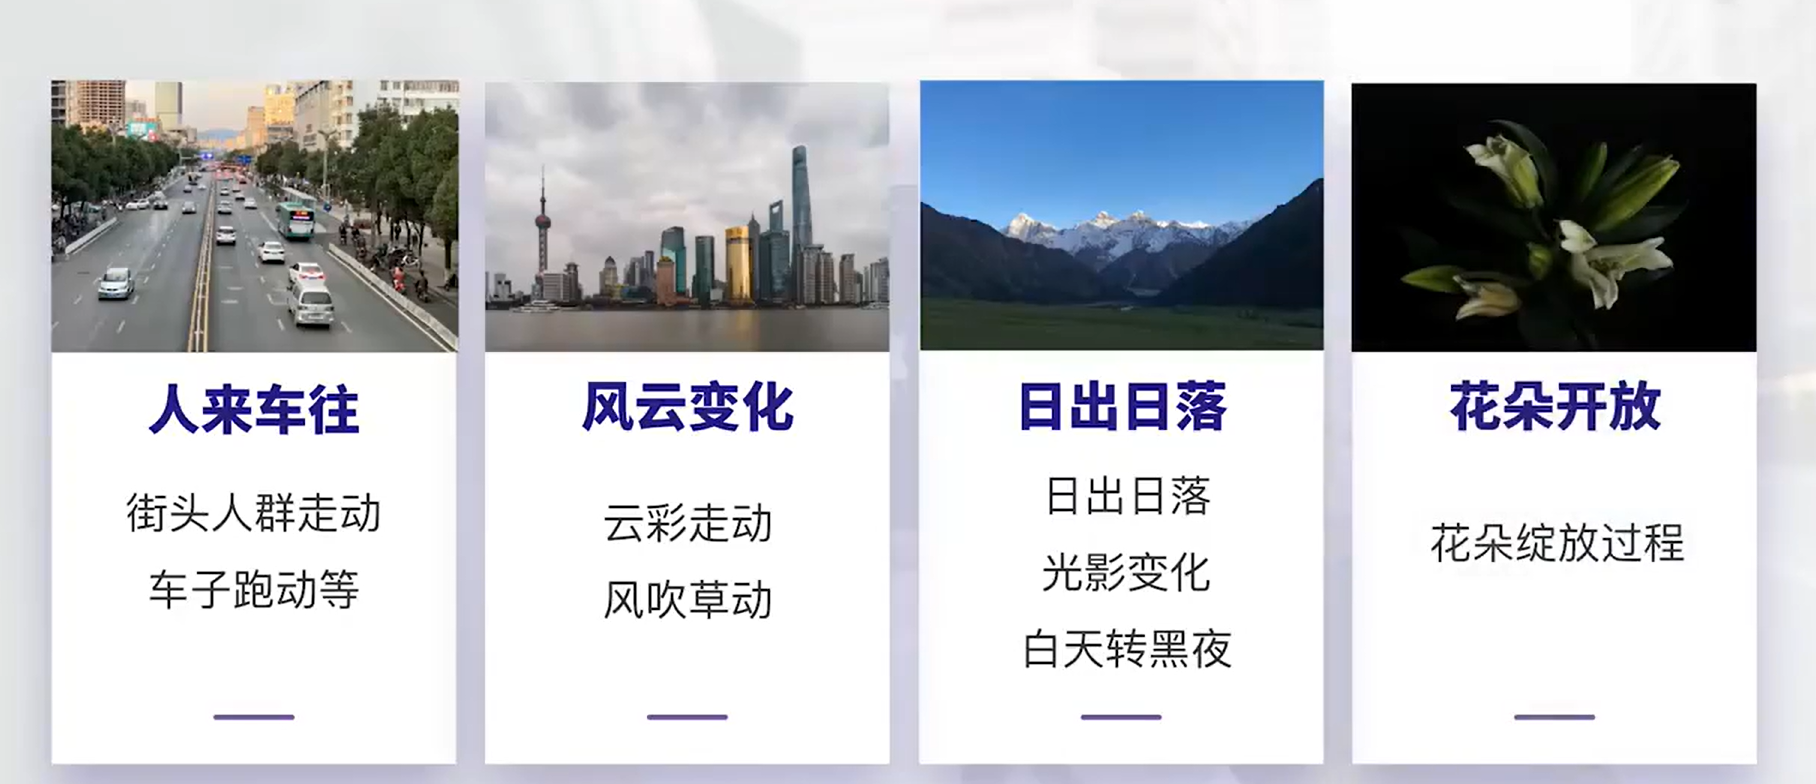 人来车往
街头人群走动
车子跑动等
风云变化
云彩走动
风吹草动
日出日落
日出日落
光影变化
白天转黑夜
花朵开放
花朵绽放过程